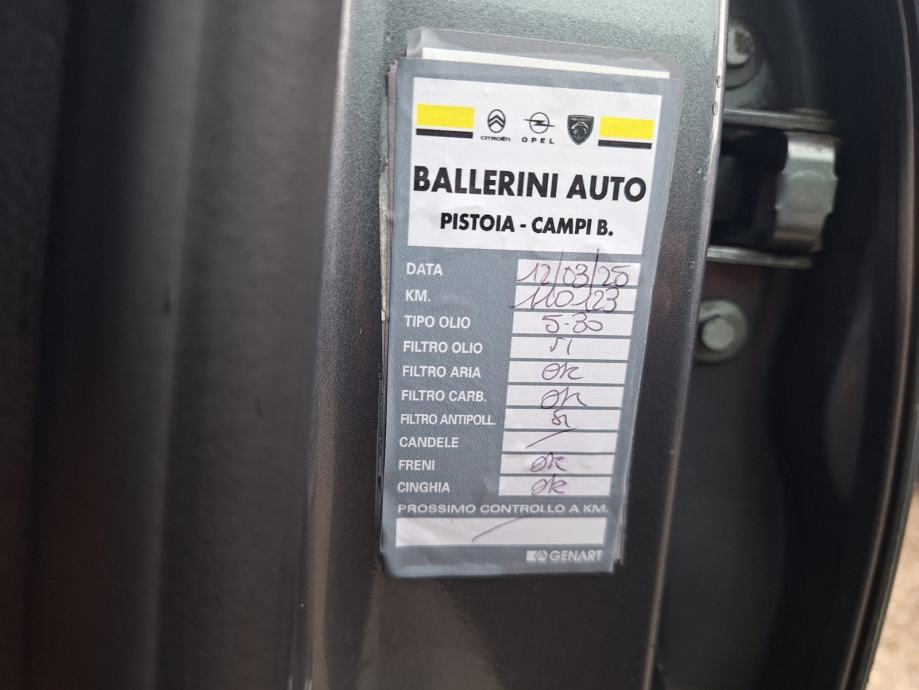 CITROËN OPEL
BALLERINI AUTO
PISTOIA - CAMPI B.
DATA 12/03/25
KM. 110123
TIPO OLIO 5-30
FILTRO OLIO SI
FILTRO ARIA OK
FILTRO CARB. OK
FILTRO ANTIPOLL. SI
CANDELE /
FRENI OK
CINGHIA OK
PROSSIMO CONTROLLO A KM.
GENART